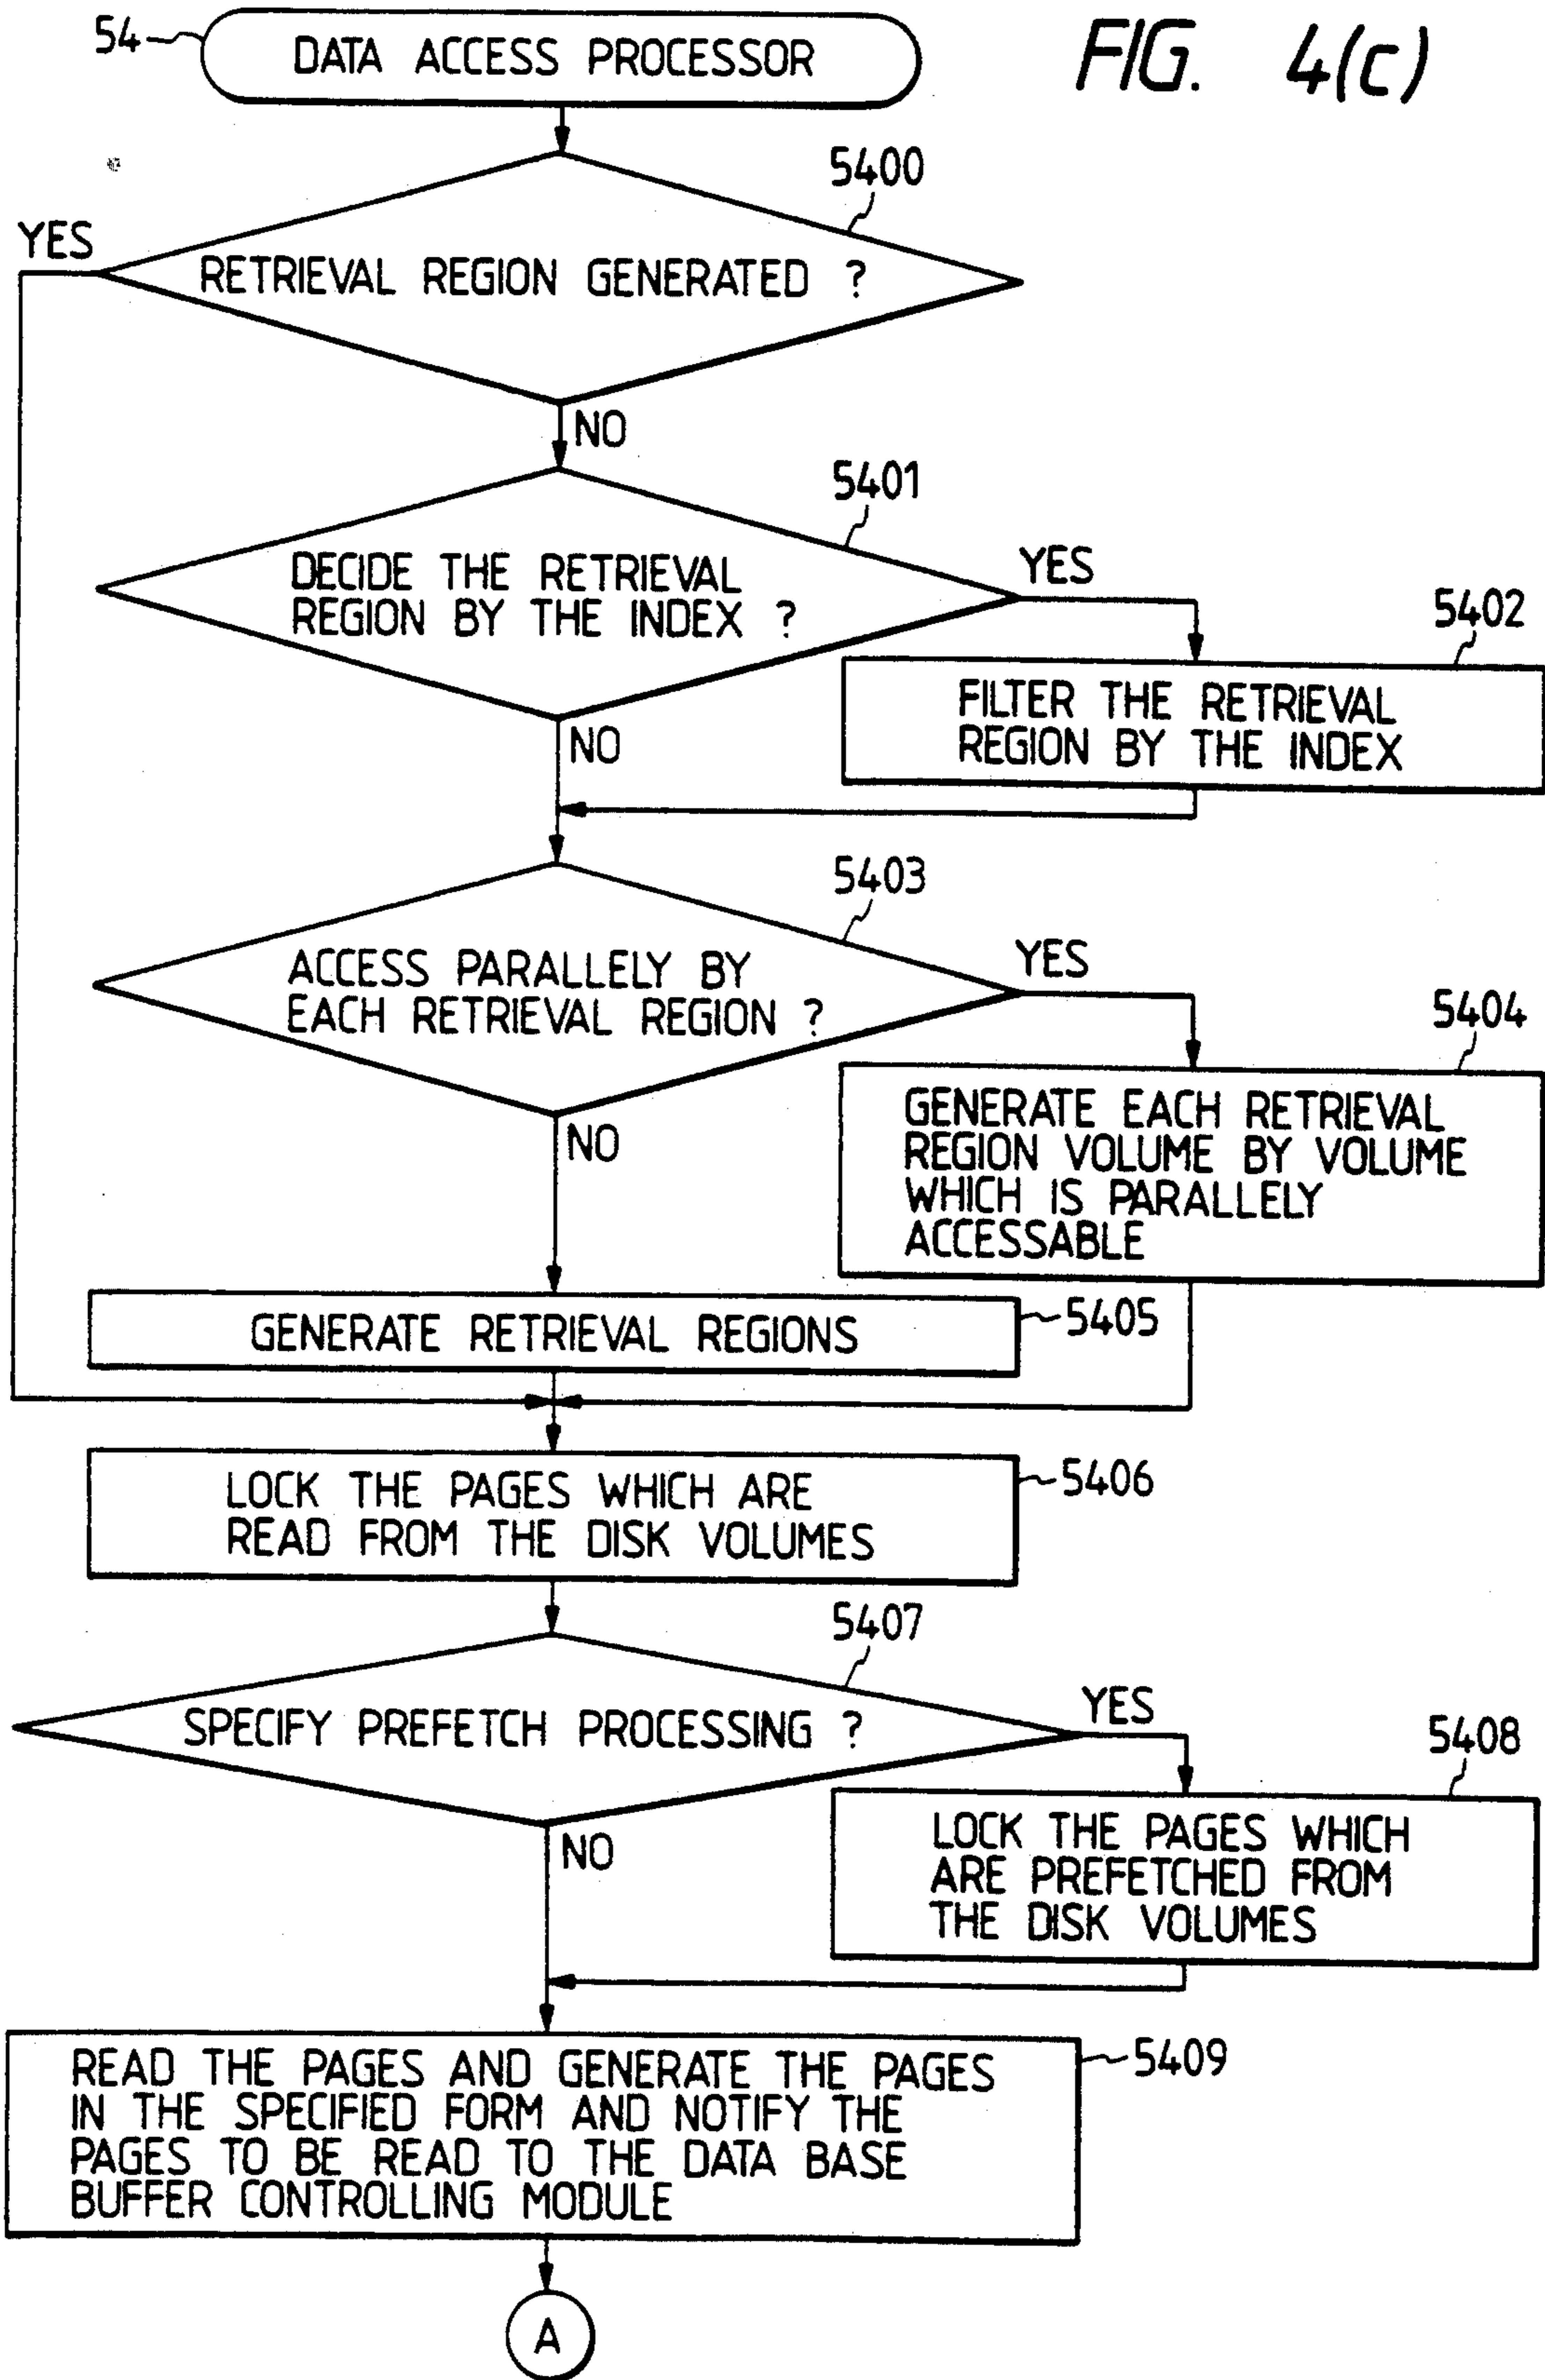 54
DATA ACCESS PROCESSOR
FIG. 4(c)
5400
YES
RETRIEVAL REGION GENERATED ?
NO
5401
DECIDE THE RETRIEVAL
REGION BY THE INDEX ?
YES
5402
FILTER THE RETRIEVAL
REGION BY THE INDEX
NO
5403
ACCESS PARALLELY BY
EACH RETRIEVAL REGION ?
YES
5404
GENERATE EACH RETRIEVAL
REGION VOLUME BY VOLUME
WHICH IS PARALLELY
ACCESSABLE
NO
GENERATE RETRIEVAL REGIONS
5405
LOCK THE PAGES WHICH ARE
READ FROM THE DISK VOLUMES
5406
5407
SPECIFY PREFETCH PROCESSING ?
YES
5408
LOCK THE PAGES WHICH
ARE PREFETCHED FROM
THE DISK VOLUMES
NO
READ THE PAGES AND GENERATE THE PAGES
IN THE SPECIFIED FORM AND NOTIFY THE
PAGES TO BE READ TO THE DATA BASE
BUFFER CONTROLLING MODULE
5409
A